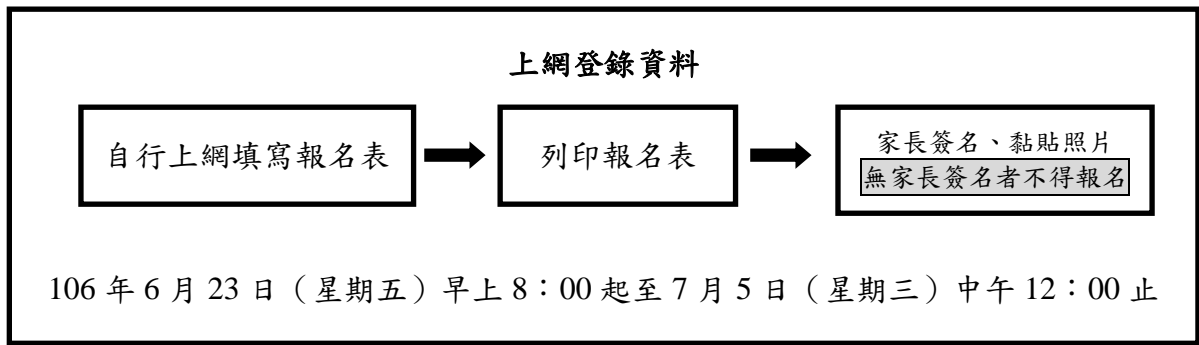 上網登錄資料
自行上網填寫報名表
列印報名表
家長簽名、黏貼照片
無家長簽名者不得報名
106 年 6 月 23 日（星期五）早上 8：00 起至 7 月 5 日（星期三）中午 12：00 止